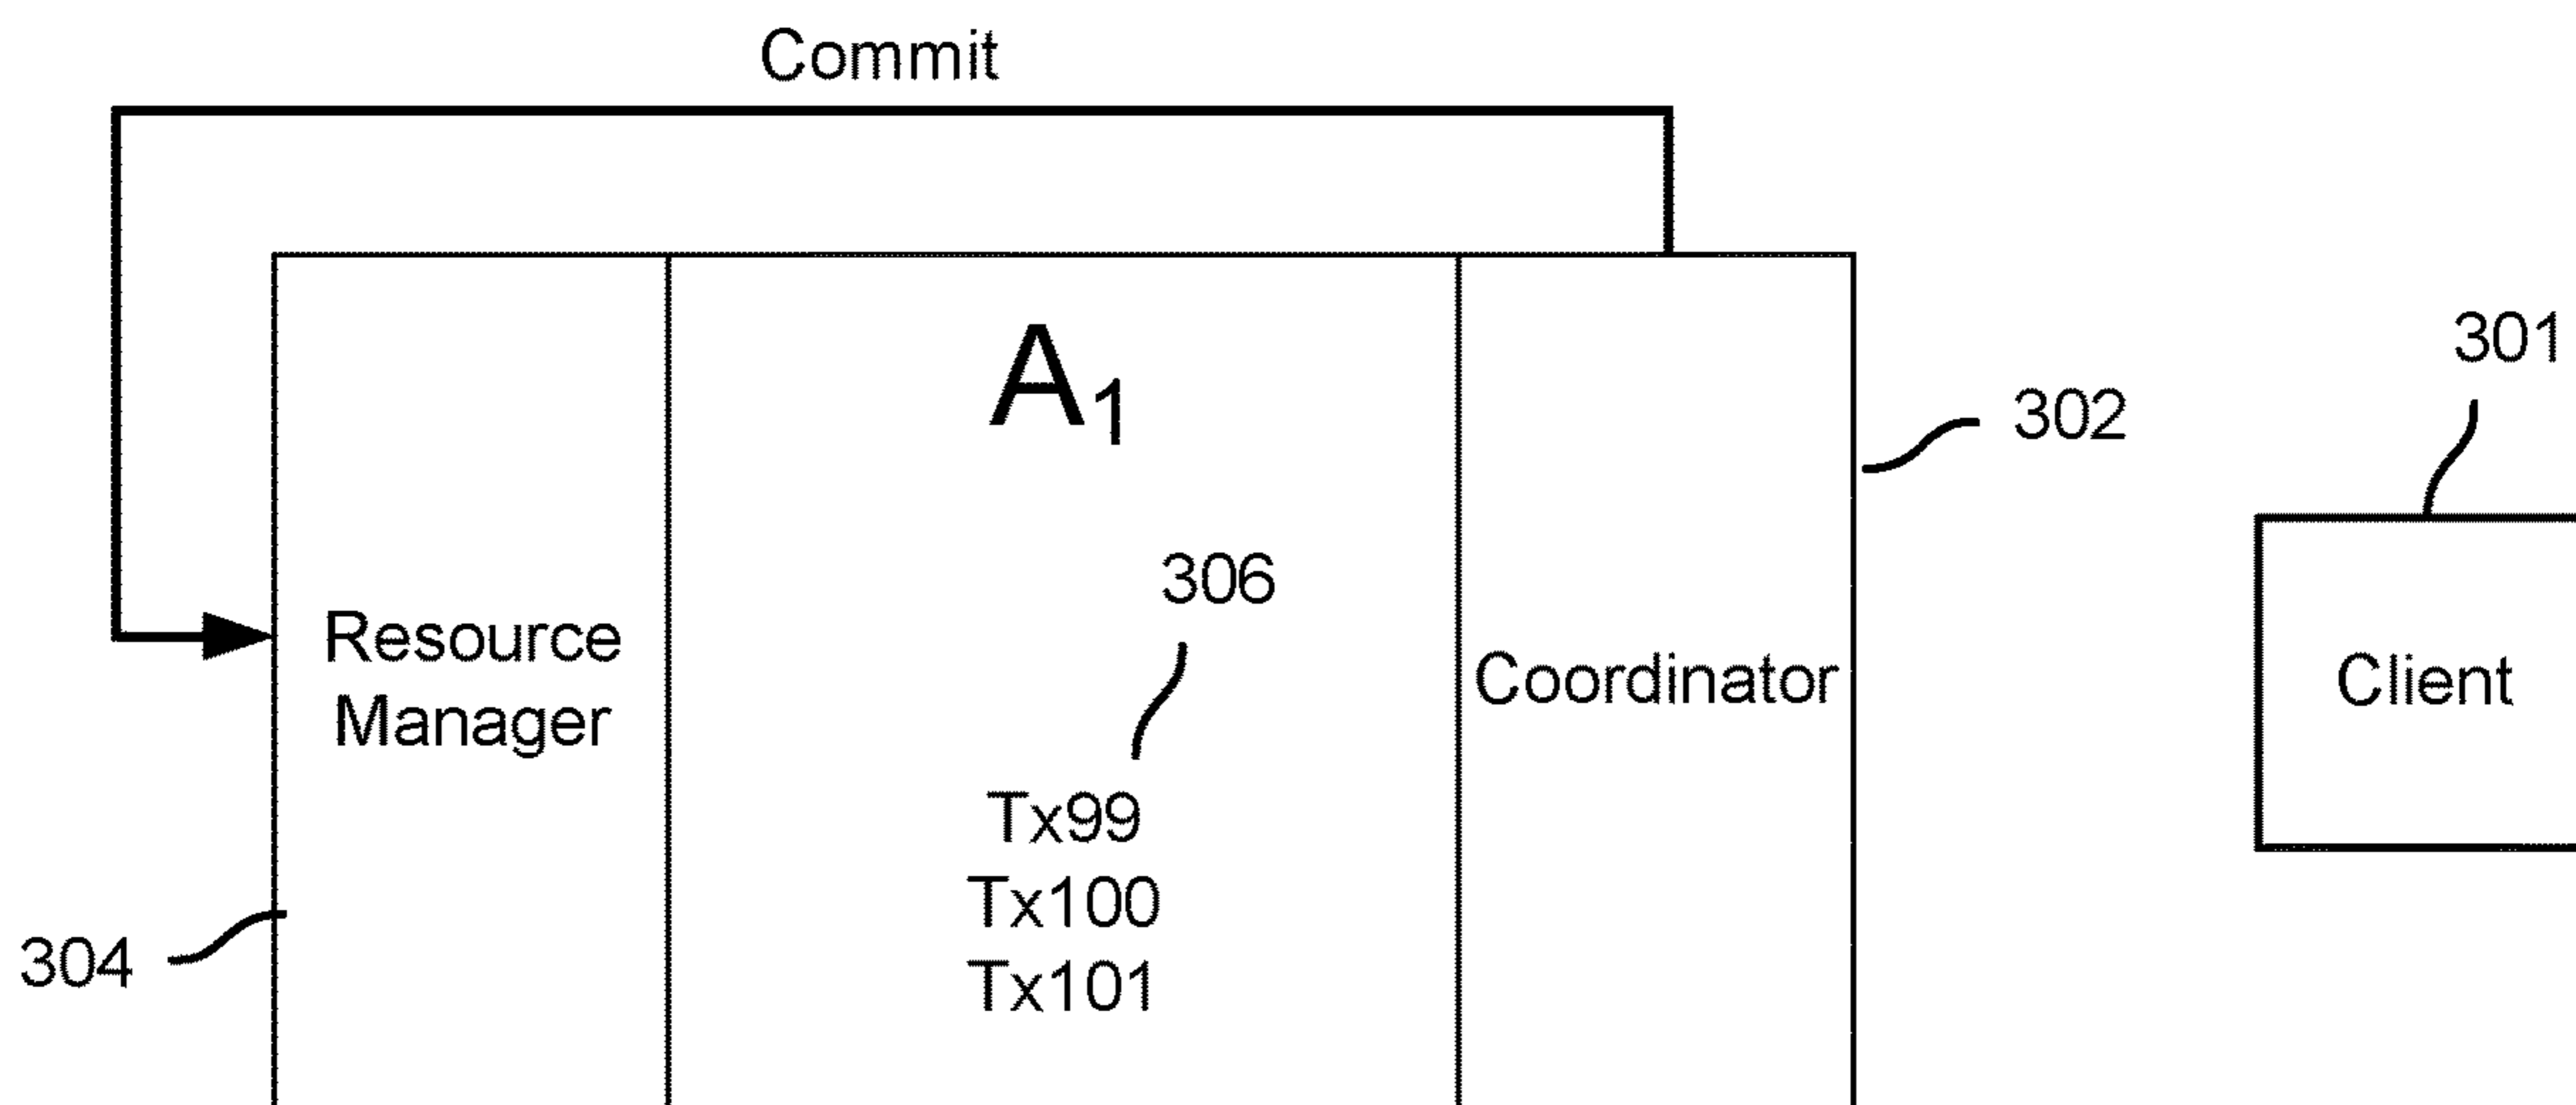 Commit
A1
301
302
306
Resource
Manager
Coordinator
Client
Tx99
Tx100
Tx101
304